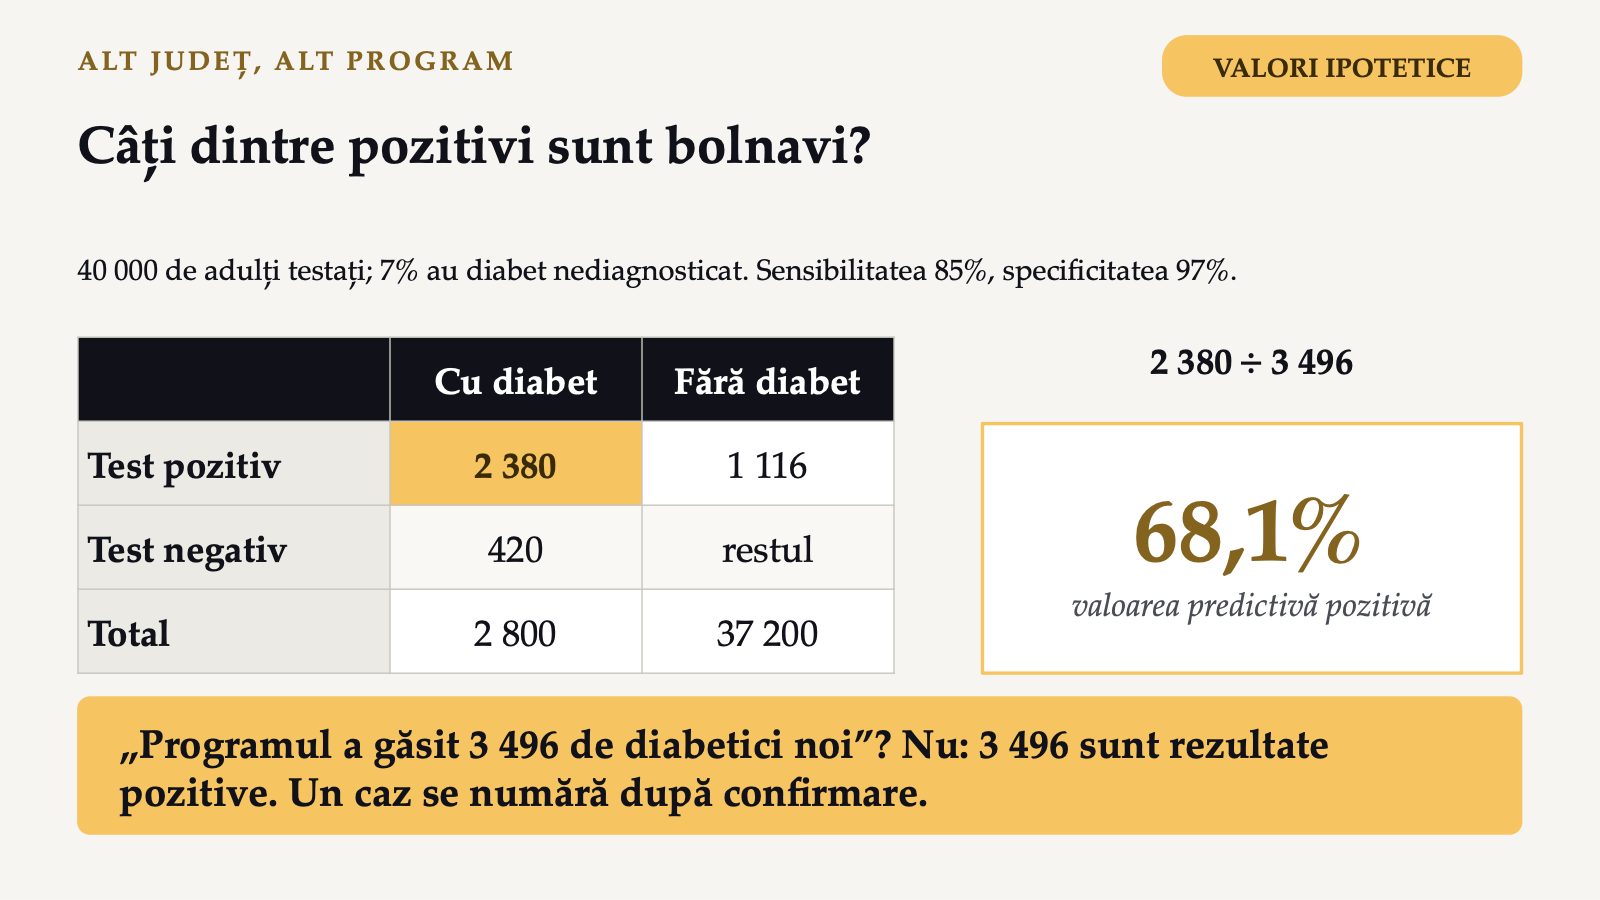 ALT JUDEȚ, ALT PROGRAM
VALORI IPOTETICE
Câți dintre pozitivi sunt bolnavi?
40 000 de adulți testați; 7% au diabet nediagnosticat. Sensibilitatea 85%, specificitatea 97%.
Cu diabet Fără diabet
Test pozitiv 2 380 1 116
Test negativ 420 restul
Total 2 800 37 200
2 380 ÷ 3 496
68,1%
valoarea predictivă pozitivă
„Programul a găsit 3 496 de diabetici noi”? Nu: 3 496 sunt rezultate
pozitive. Un caz se numără după confirmare.